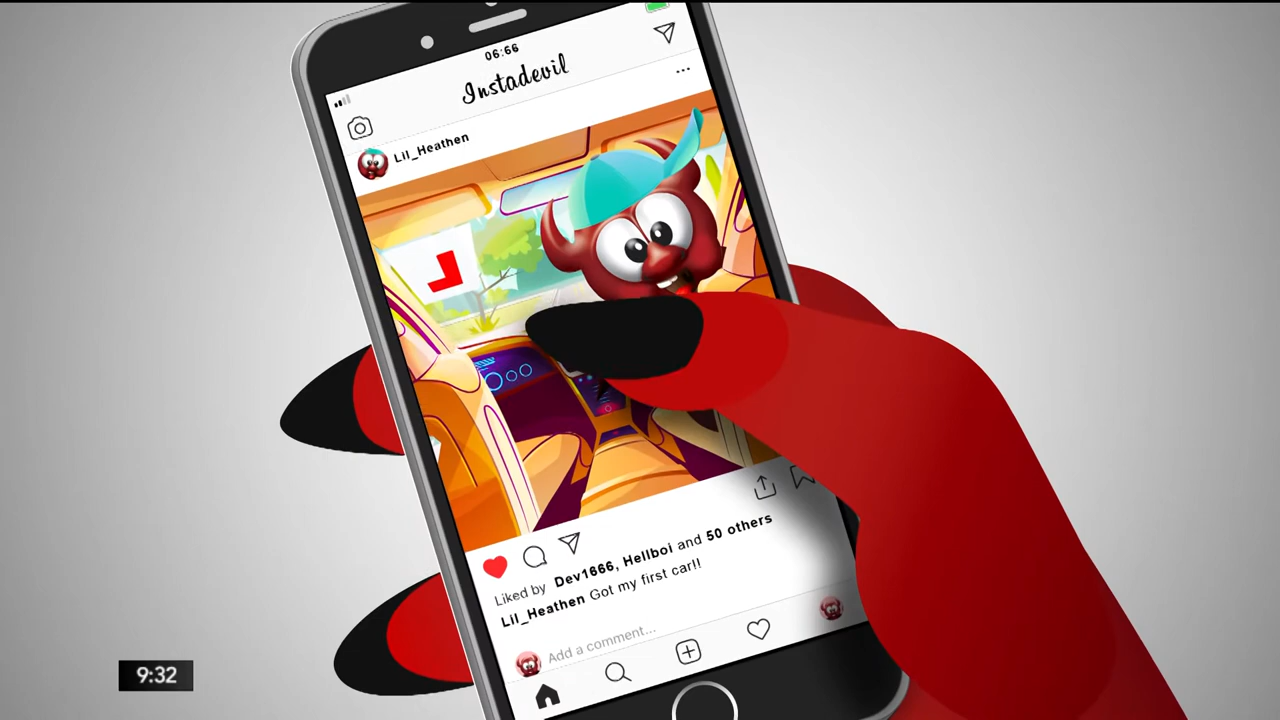 06:66
Instadevil
Lil_Heathen
L
Liked by Dev1666, Hellboi and 50 others
Lil_Heathen Got my first car!!
Add a comment...
9:32